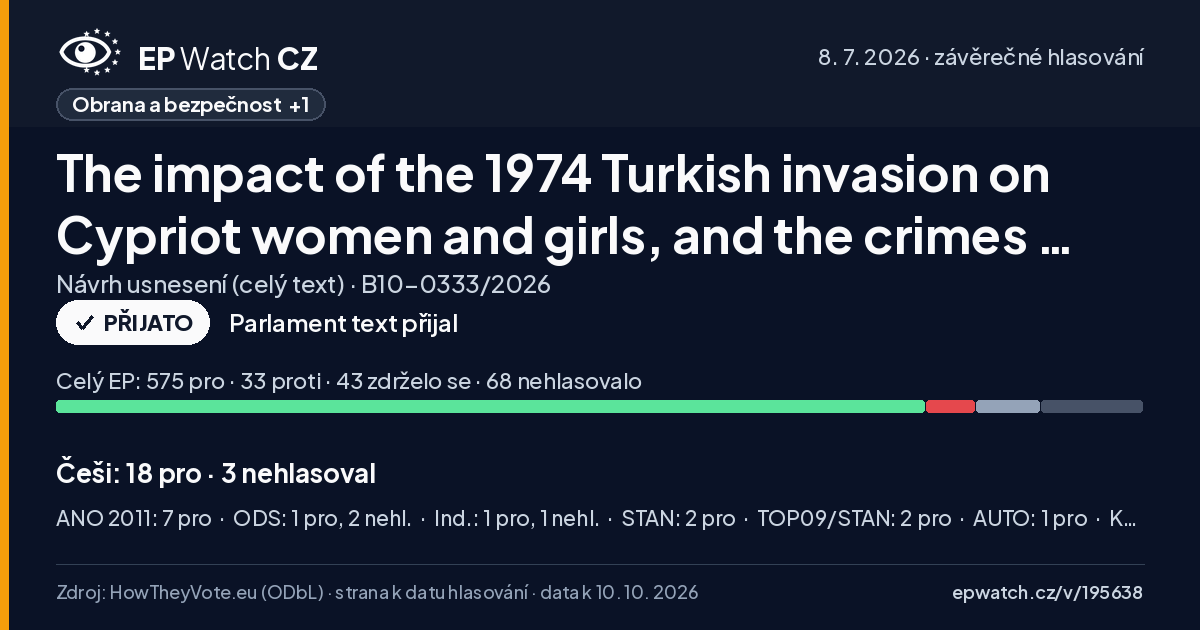 EP Watch CZ
8. 7. 2026 · závěrečné hlasování
Obrana a bezpečnost +1
The impact of the 1974 Turkish invasion on
Cypriot women and girls, and the crimes …
Návrh usnesení (celý text) · B10–0333/2026
✓ PŘIJATO Parlament text přijal
Celý EP: 575 pro · 33 proti · 43 zdrželo se · 68 nehlasovalo
Češi: 18 pro · 3 nehlasoval
ANO 2011: 7 pro · ODS: 1 pro, 2 nehl. · Ind.: 1 pro, 1 nehl. · STAN: 2 pro · TOP09/STAN: 2 pro · AUTO: 1 pro · K…
Zdroj: HowTheyVote.eu (ODbL) · strana k datu hlasování · data k 10. 10. 2026
epwatch.cz/v/195638